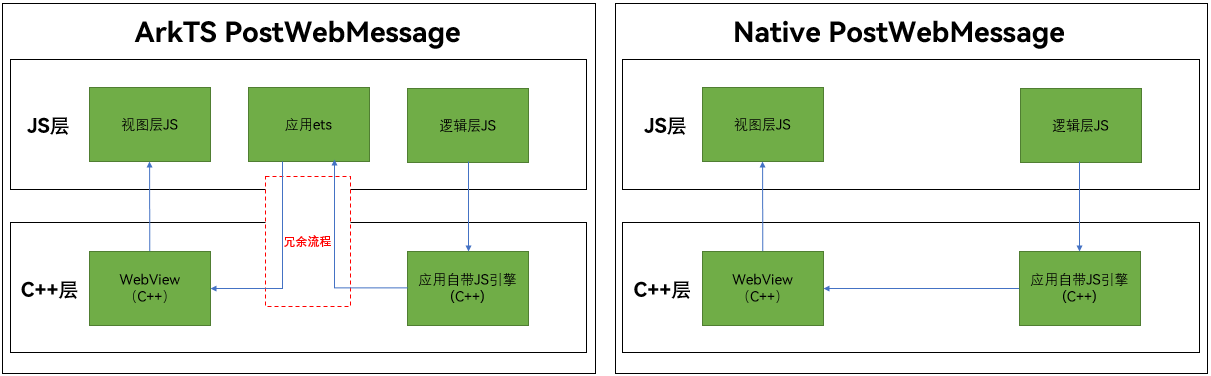 ArkTS PostWebMessage
JS层
视图层JS
应用ets
逻辑层JS
冗余流程
C++层
WebView
（C++）
应用自带JS引擎
(C++)
Native PostWebMessage
JS层
视图层JS
逻辑层JS
C++层
WebView
（C++）
应用自带JS引擎
(C++)